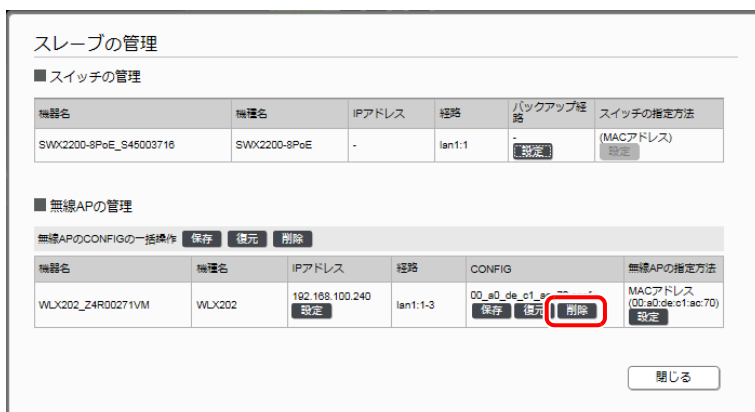 スレーブの管理
■ スイッチの管理
機器名 機種名 IPアドレス 経路 バックアップ経路 スイッチの指定方法
SWX2200-8PoE_S45003716 SWX2200-8PoE - lan1:1 - (MACアドレス)
設定 設定
■ 無線APの管理
無線APのCONFIGの一括操作 保存 復元 削除
機器名 機種名 IPアドレス 経路 CONFIG 無線APの指定方法
WLX202_Z4R00271VM WLX202 192.168.100.240 lan1:1-3 00_a0_de_c1_ac_70 MACアドレス
(00:a0:de:c1:ac:70)
設定 保存 復元 削除 設定
閉じる